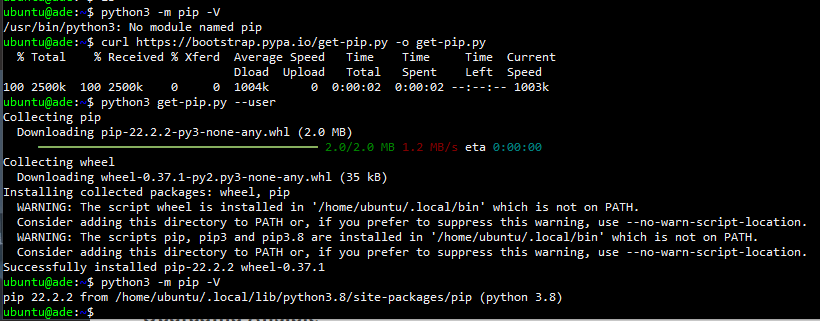 ubuntu@ade:~$ python3 -m pip -V
/usr/bin/python3: No module named pip
ubuntu@ade:~$ curl https://bootstrap.pypa.io/get-pip.py -o get-pip.py
% Total % Received % Xferd Average Speed Time Time Time Current
Dload Upload Total Spent Left Speed
100 2500k 100 2500k 0 0 1004k 0 0:00:02 0:00:02 --:--:-- 1003k
ubuntu@ade:~$ python3 get-pip.py --user
Collecting pip
Downloading pip-22.2.2-py3-none-any.whl (2.0 MB)
2.0/2.0 MB 1.2 MB/s eta 0:00:00
Collecting wheel
Downloading wheel-0.37.1-py2.py3-none-any.whl (35 kB)
Installing collected packages: wheel, pip
WARNING: The script wheel is installed in '/home/ubuntu/.local/bin' which is not on PATH.
Consider adding this directory to PATH or, if you prefer to suppress this warning, use --no-warn-script-location.
WARNING: The scripts pip, pip3 and pip3.8 are installed in '/home/ubuntu/.local/bin' which is not on PATH.
Consider adding this directory to PATH or, if you prefer to suppress this warning, use --no-warn-script-location.
Successfully installed pip-22.2.2 wheel-0.37.1
ubuntu@ade:~$ python3 -m pip -V
pip 22.2.2 from /home/ubuntu/.local/lib/python3.8/site-packages/pip (python 3.8)
ubuntu@ade:~$